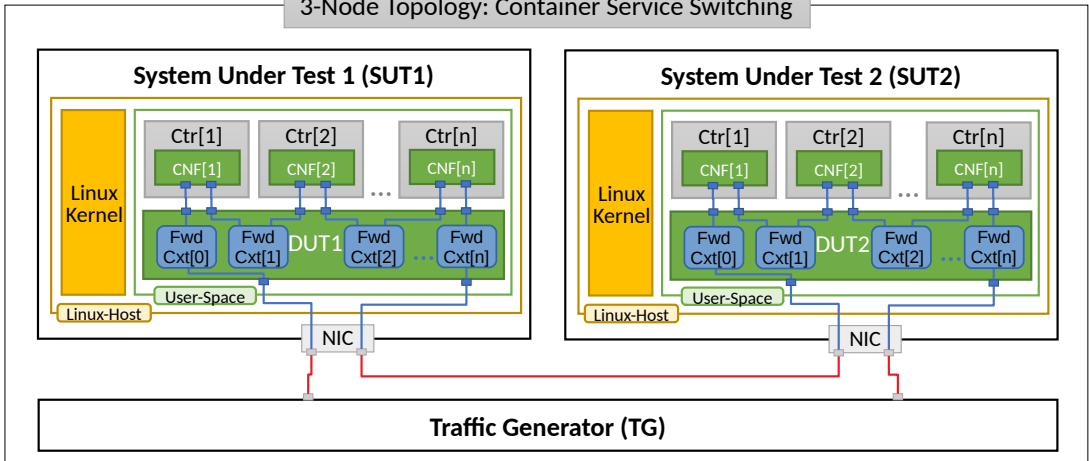 3-Node Topology: Container Service Switching
System Under Test 1 (SUT1)
Linux
Kernel
Ctr[1]
CNF[1]
Ctr[2]
CNF[2]
...
Ctr[n]
CNF[n]
DUT1
Fwd
Cxt[0]
Fwd
Cxt[1]
Fwd
Cxt[2]
...
Fwd
Cxt[n]
User-Space
Linux-Host
NIC
System Under Test 2 (SUT2)
Linux
Kernel
Ctr[1]
CNF[1]
Ctr[2]
CNF[2]
...
Ctr[n]
CNF[n]
DUT2
Fwd
Cxt[0]
Fwd
Cxt[1]
Fwd
Cxt[2]
...
Fwd
Cxt[n]
User-Space
Linux-Host
NIC
Traffic Generator (TG)